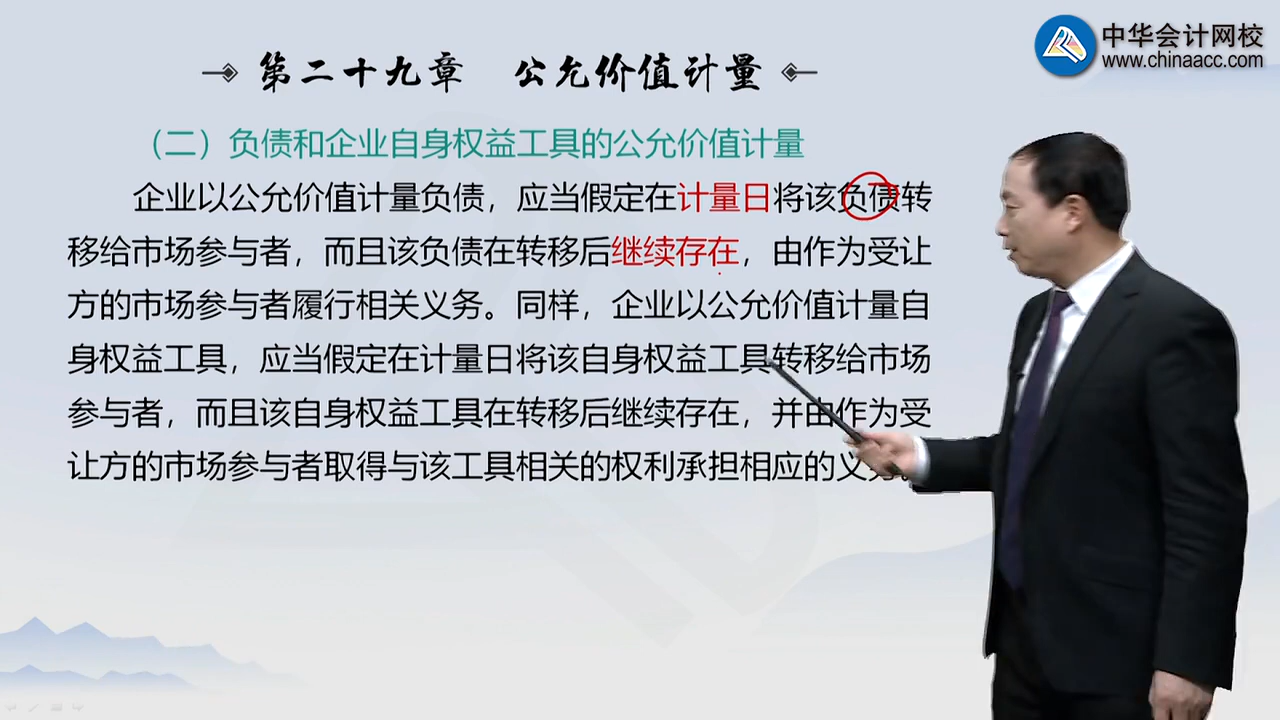 中华会计网校
www.chinaacc.com
第二十九章 公允价值计量
（二）负债和企业自身权益工具的公允价值计量
企业以公允价值计量负债，应当假定在计量日将该负债转
移给市场参与者，而且该负债在转移后继续存在，由作为受让
方的市场参与者履行相关义务。同样，企业以公允价值计量自
身权益工具，应当假定在计量日将该自身权益工具转移给市场
参与者，而且该自身权益工具在转移后继续存在，并由作为受
让方的市场参与者取得与该工具相关的权利承担相应的义务。